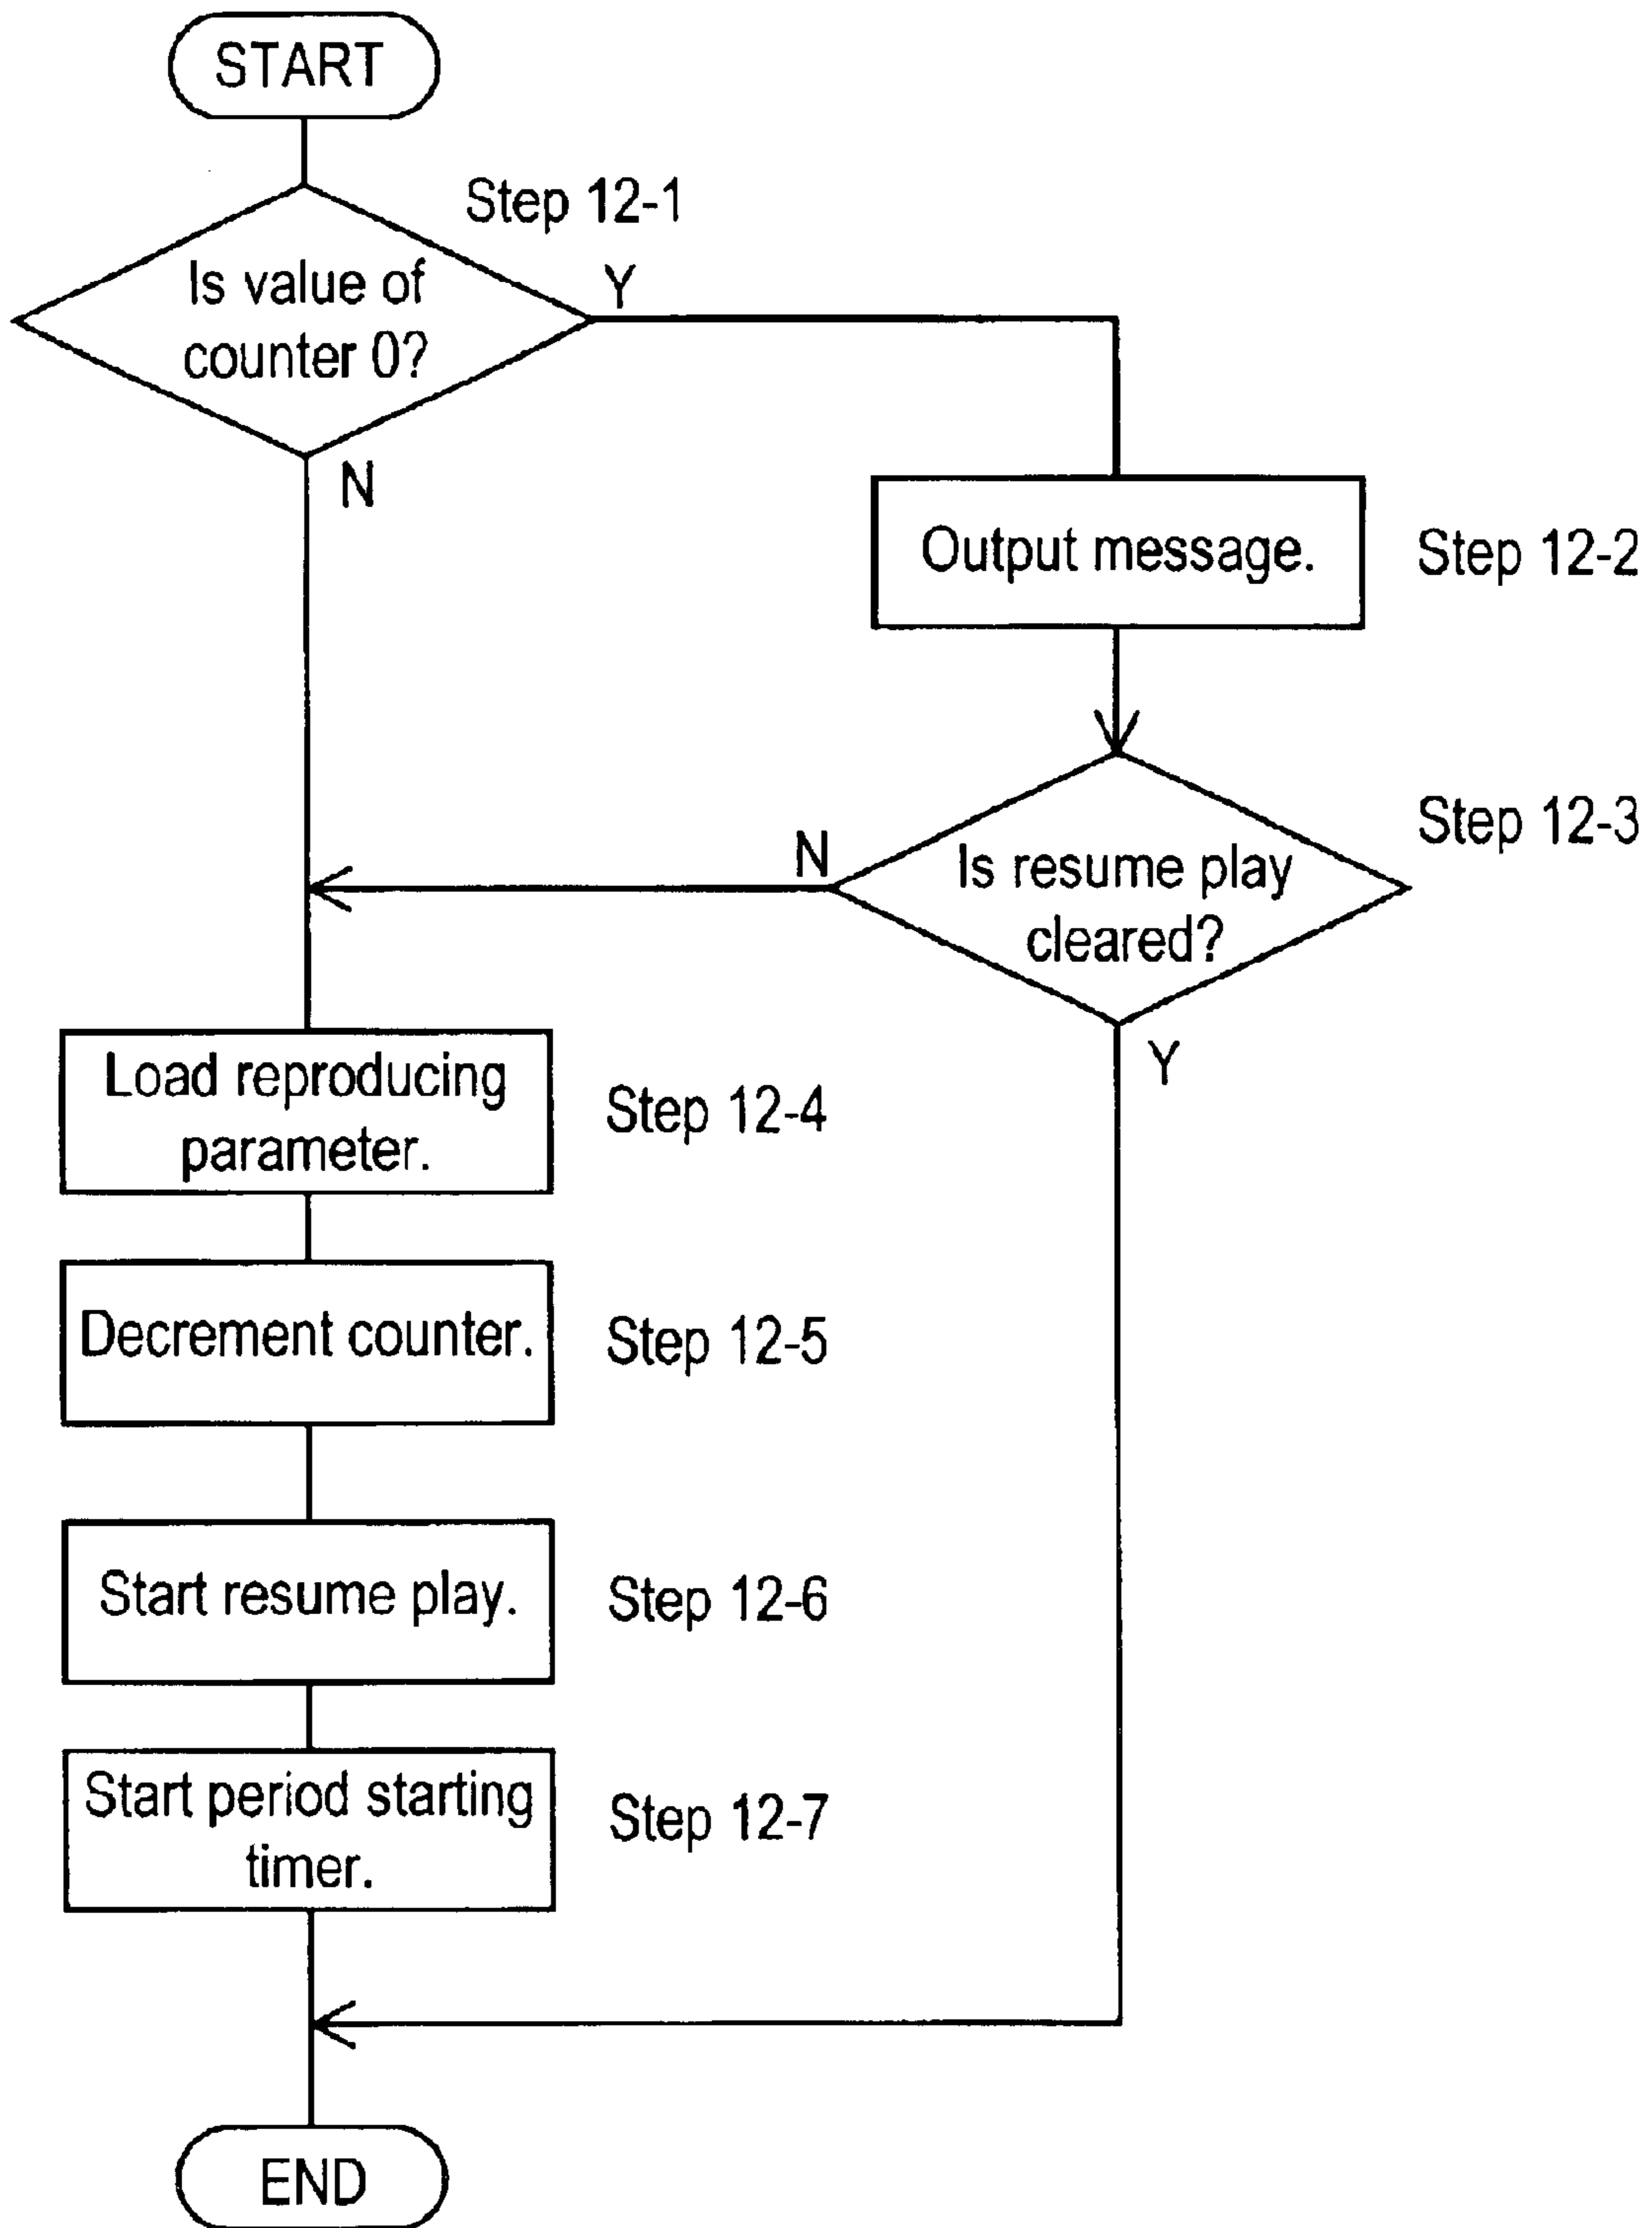 START
Step 12-1
Is value of
counter 0?
Y
N
Output message.
Step 12-2
Step 12-3
N
Is resume play
cleared?
Y
Load reproducing
parameter.
Step 12-4
Decrement counter.
Step 12-5
Start resume play.
Step 12-6
Start period starting
timer.
Step 12-7
END